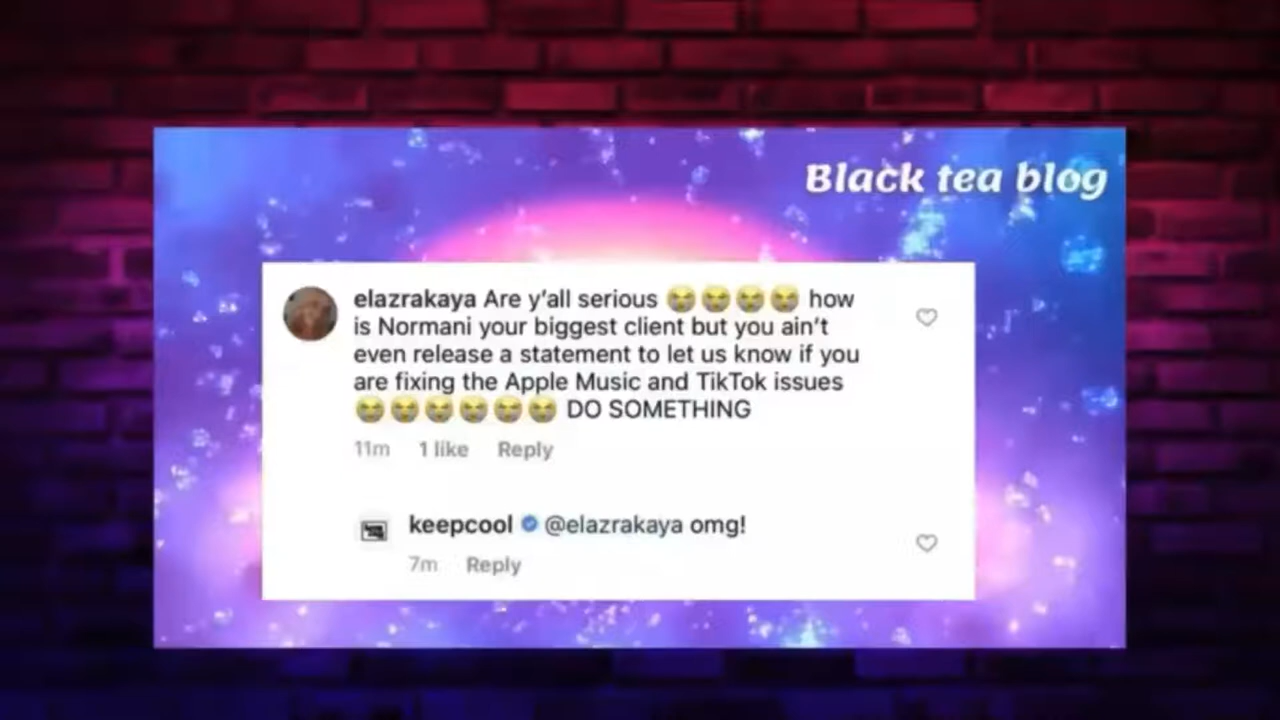 Black tea blog
elazrakaya Are y’all serious 😭😭😭😭 how
is Normani your biggest client but you ain’t
even release a statement to let us know if you
are fixing the Apple Music and TikTok issues
😭😭😭😭😭😭 DO SOMETHING
11m 1 like Reply
keepcool @elazrakaya omg!
7m Reply